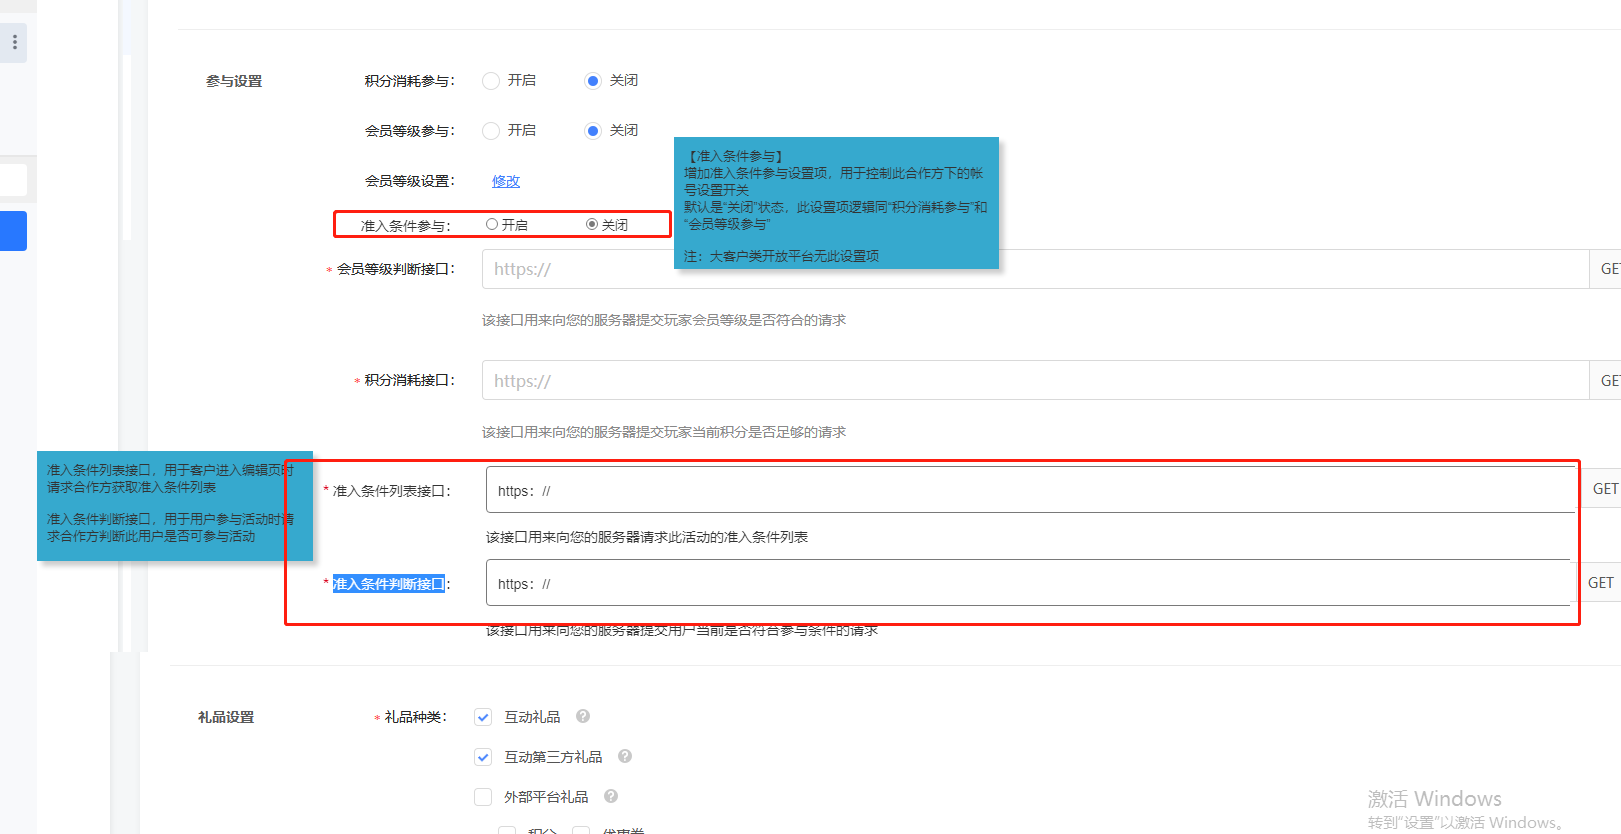 参与设置
积分消耗参与：
开启
关闭
会员等级参与：
开启
关闭
会员等级设置：
修改
准入条件参与：
开启
关闭
【准入条件参与】
增加准入条件参与设置项，用于控制此合作方下的帐
号设置开关
默认是“关闭”状态，此设置项逻辑同“积分消耗参与”和
“会员等级参与”
注：大客户类开放平台无此设置项
* 会员等级判断接口：
https://
GET
该接口用来向您的服务器提交玩家会员等级是否符合的请求
* 积分消耗接口：
https://
GET
该接口用来向您的服务器提交玩家当前积分是否足够的请求
准入条件列表接口，用于客户进入编辑页时
请求合作方获取准入条件列表
准入条件判断接口，用于用户参与活动时请
求合作方判断此用户是否可参与活动
* 准入条件列表接口：
https：//
GET
该接口用来向您的服务器请求此活动的准入条件列表
* 准入条件判断接口：
https：//
GET
该接口用来向您的服务器提交用户当前是否符合参与条件的请求
礼品设置
* 礼品种类：
互动礼品
互动第三方礼品
外部平台礼品
积分
优惠券
激活 Windows
转到“设置”以激活 Windows。